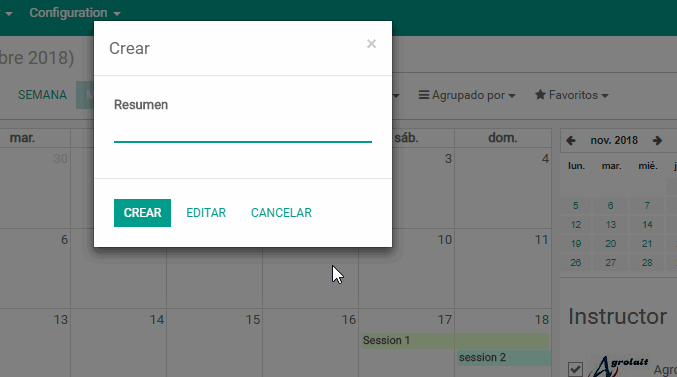 Configuration
bre 2018)
Crear
×
Resumen
CREAR EDITAR CANCELAR
SEMANA
Agrupado por
Favoritos
mar. sáb. dom.
30 3 4
6 10 11
13 14 15 16 17 18
Session 1
session 2
nov. 2018
lun. mar. mié.
5 6 7
12 13 14
19 20 21
26 27 28
Instructor
Agrolait Agro